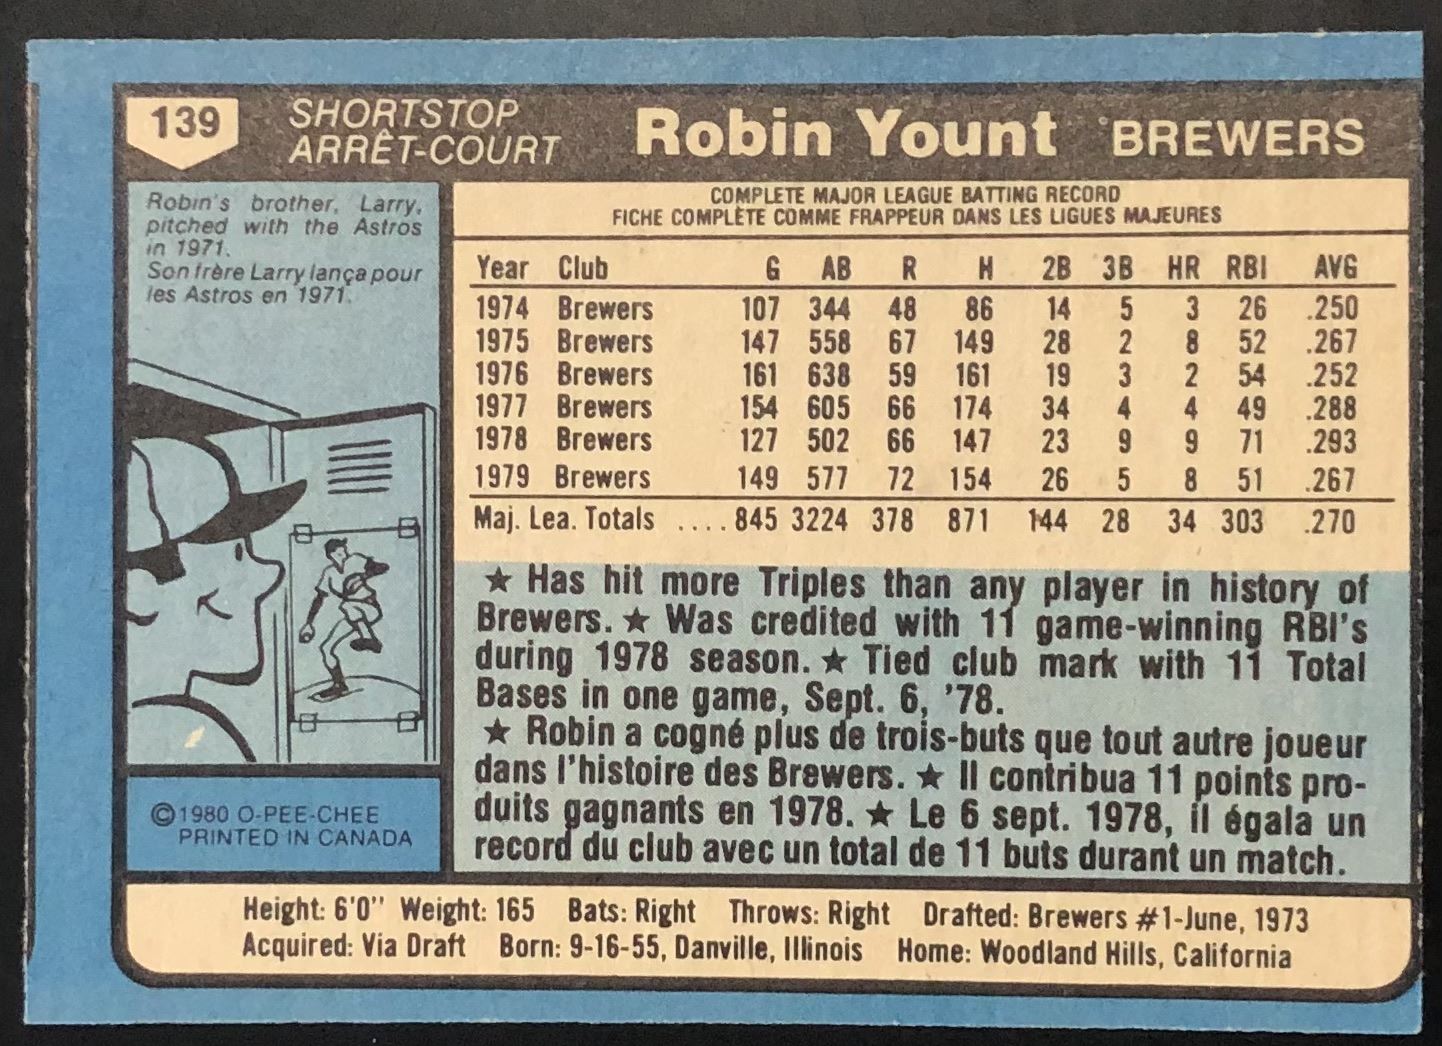 139
SHORTSTOP
ARRÊT-COURT
Robin Yount BREWERS
Robin's brother, Larry,
pitched with the Astros
in 1971.
Son frère Larry lança pour
les Astros en 1971.
©1980 O-PEE-CHEE
PRINTED IN CANADA
COMPLETE MAJOR LEAGUE BATTING RECORD
FICHE COMPLÈTE COMME FRAPPEUR DANS LES LIGUES MAJEURES
Year Club G AB R H 2B 3B HR RBI AVG
1974 Brewers 107 344 48 86 14 5 3 26 .250
1975 Brewers 147 558 67 149 28 2 8 52 .267
1976 Brewers 161 638 59 161 19 3 2 54 .252
1977 Brewers 154 605 66 174 34 4 4 49 .288
1978 Brewers 127 502 66 147 23 9 9 71 .293
1979 Brewers 149 577 72 154 26 5 8 51 .267
Maj. Lea. Totals ....845 3224 378 871 144 28 34 303 .270
★ Has hit more Triples than any player in history of
Brewers. ★ Was credited with 11 game-winning RBI's
during 1978 season. ★ Tied club mark with 11 Total
Bases in one game, Sept. 6, '78.
★ Robin a cogné plus de trois-buts que tout autre joueur
dans l'histoire des Brewers. ★ Il contribua 11 points pro-
duits gagnants en 1978. ★ Le 6 sept. 1978, il égala un
record du club avec un total de 11 buts durant un match.
Height: 6'0" Weight: 165 Bats: Right Throws: Right Drafted: Brewers #1-June, 1973
Acquired: Via Draft Born: 9-16-55, Danville, Illinois Home: Woodland Hills, California